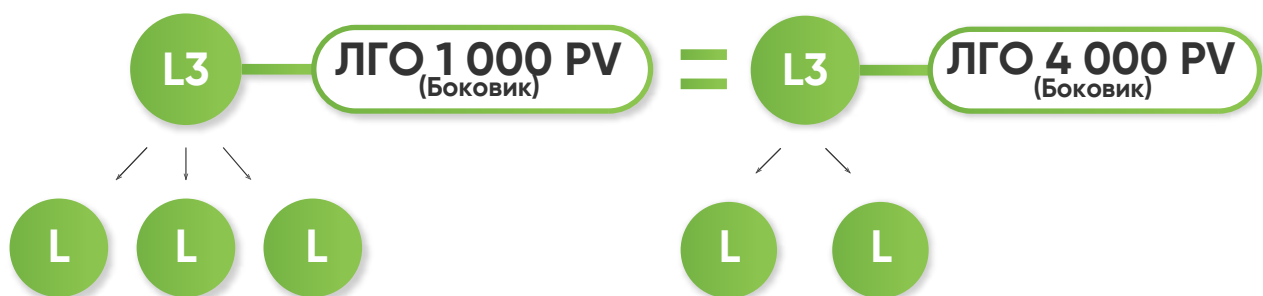 L3
ЛГО 1 000 PV
(Боковик)
=
L3
ЛГО 4 000 PV
(Боковик)
L L L
L L